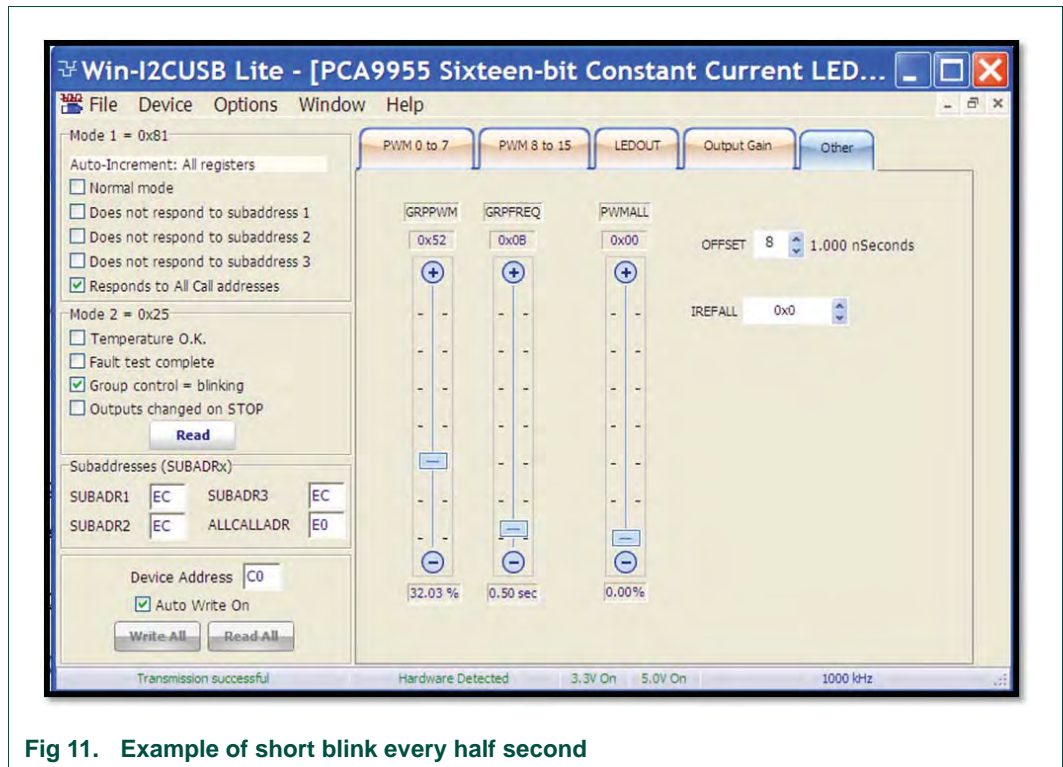 Win-I2CUSB Lite - [PCA9955 Sixteen-bit Constant Current LED...
File Device Options Window Help
Mode 1 = 0x81
Auto-Increment: All registers
Normal mode
Does not respond to subaddress 1
Does not respond to subaddress 2
Does not respond to subaddress 3
Responds to All Call addresses
Mode 2 = 0x25
Temperature O.K.
Fault test complete
Group control = blinking
Outputs changed on STOP
Read
Subaddresses (SUBADRx)
SUBADR1 EC SUBADR3 EC
SUBADR2 EC ALLCALLADR E0
Device Address C0
Auto Write On
Write All Read All
PWM 0 to 7 PWM 8 to 15 LEDOUT Output Gain Other
GRPPWM GRPFREQ PWMALL
0x52 0x0B 0x00
OFFSET 8 1.000 nSeconds
IREFALL 0x0
32.03 % 0.50 sec 0.00%
Transmission successful Hardware Detected 3.3V On 5.0V On 1000 kHz
Fig 11. Example of short blink every half second